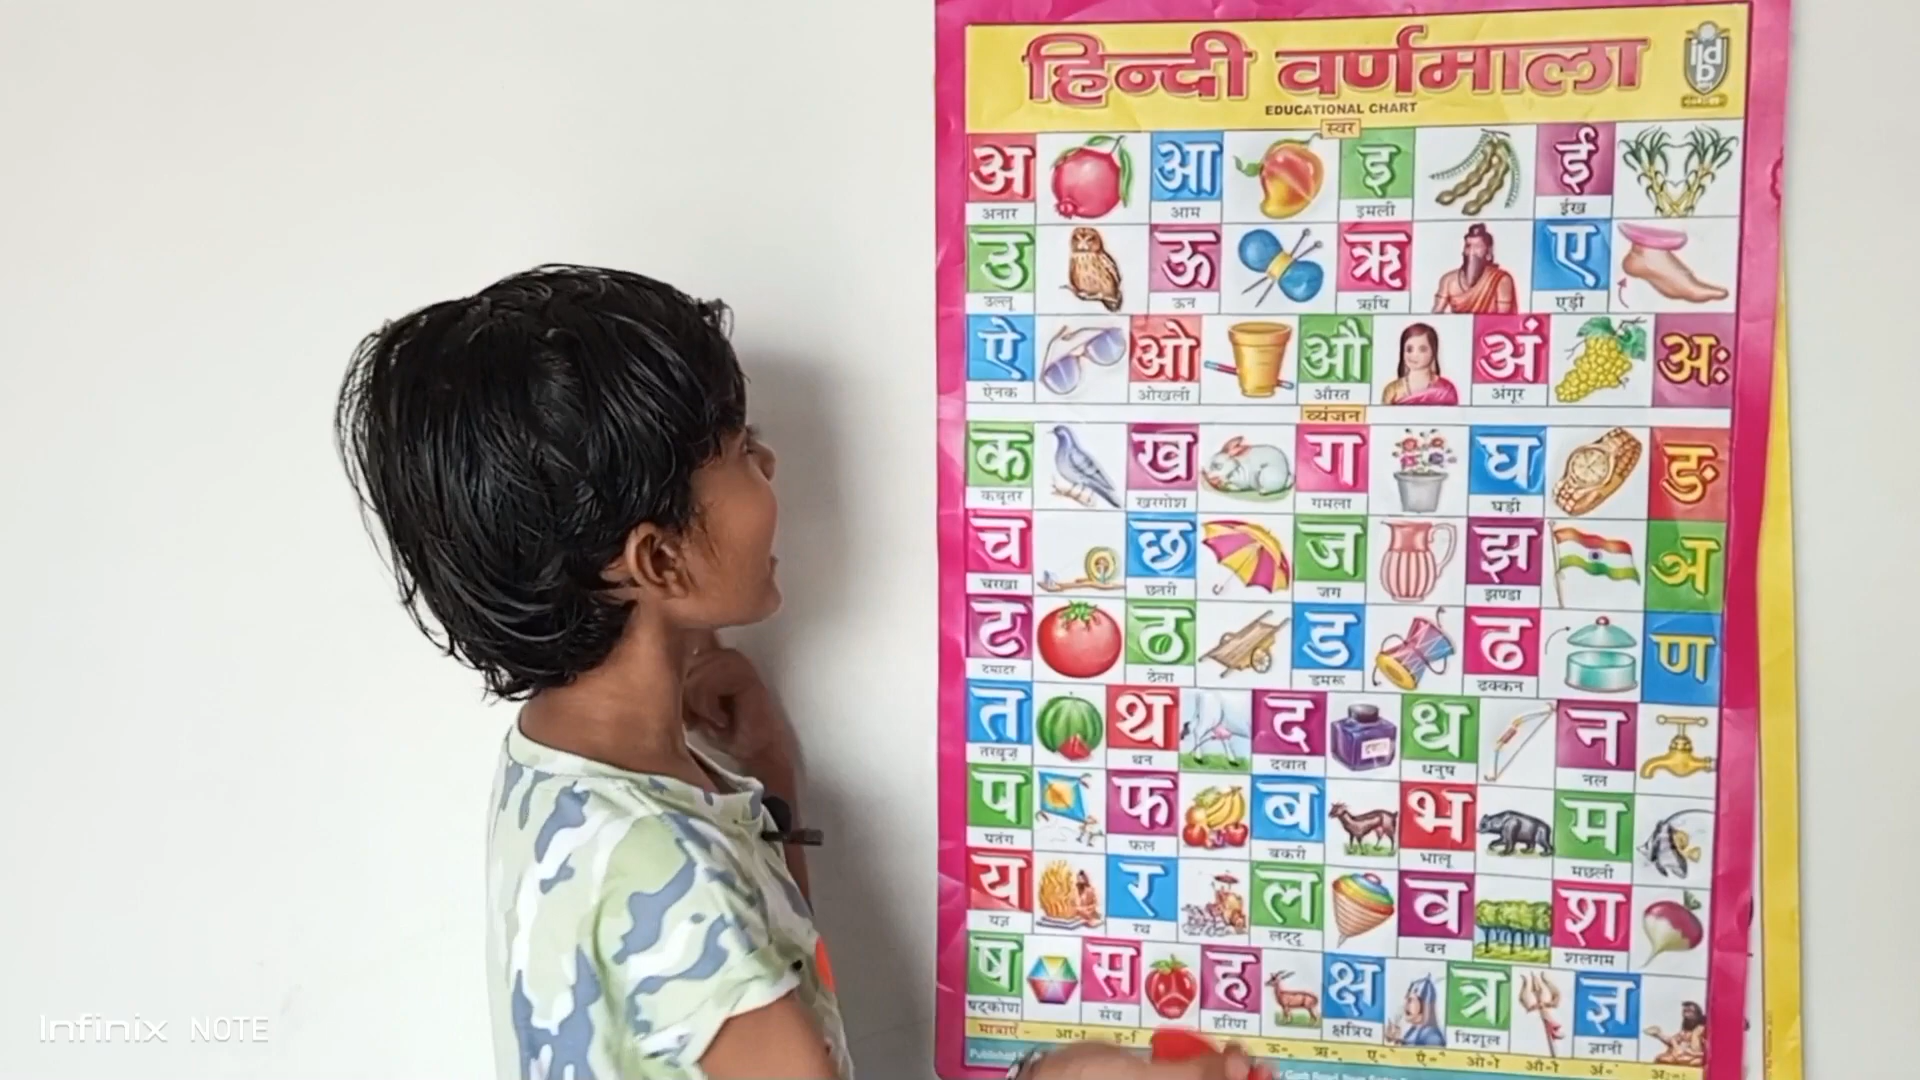 हिन्दी वर्णमाला
EDUCATIONAL CHART
स्वर
अ आ इ ई
अनार आम इमली ईख
उ ऊ ऋ ए
उल्लू ऊन ऋषि एड़ी
ऐ ओ औ अं अः
ऐनक ओखली औरत अंगूर
व्यंजन
क ख ग घ ङ
कबूतर खरगोश गमला घड़ी
च छ ज झ ञ
चरखा छतरी जग झण्डा
ट ठ ड ढ ण
टमाटर ठेला डमरू ढक्कन
त थ द ध न
तरबूज थन दवात धनुष नल
प फ ब भ म
पतंग फल बकरी भालू मछली
य र ल व श
यज्ञ रथ लट्टू वन शलगम
ष स ह क्ष त्र ज्ञ
षट्कोण सेब हरिण क्षत्रिय त्रिशूल ज्ञानी
मात्राएं
Published
Infinix NOTE